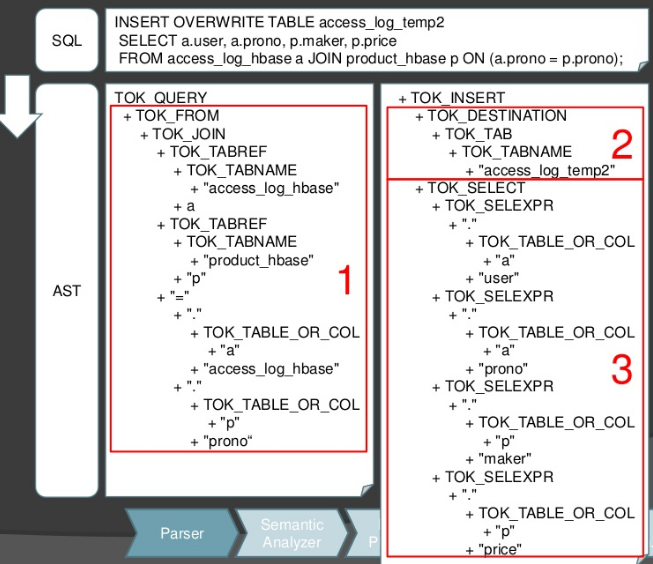 SQL
INSERT OVERWRITE TABLE access_log_temp2
SELECT a.user, a.prono, p.maker, p.price
FROM access_log_hbase a JOIN product_hbase p ON (a.prono = p.prono);
AST
TOK_QUERY
+ TOK_FROM
+ TOK_JOIN
+ TOK_TABREF
+ TOK_TABNAME
+ "access_log_hbase"
+ a
+ TOK_TABREF
+ TOK_TABNAME
+ "product_hbase"
+ "p"
+ "="
+ "."
+ TOK_TABLE_OR_COL
+ "a"
+ "access_log_hbase"
+ "."
+ TOK_TABLE_OR_COL
+ "p"
+ "prono“
1
+ TOK_INSERT
+ TOK_DESTINATION
+ TOK_TAB
+ TOK_TABNAME
+ "access_log_temp2"
2
+ TOK_SELECT
+ TOK_SELEXPR
+ "."
+ TOK_TABLE_OR_COL
+ "a"
+ "user"
+ TOK_SELEXPR
+ "."
+ TOK_TABLE_OR_COL
+ "a"
+ "prono"
+ TOK_SELEXPR
+ "."
+ TOK_TABLE_OR_COL
+ "p"
+ "maker"
+ TOK_SELEXPR
+ "."
+ TOK_TABLE_OR_COL
+ "p"
+ "price"
3
Parser
Semantic
Analyzer
P